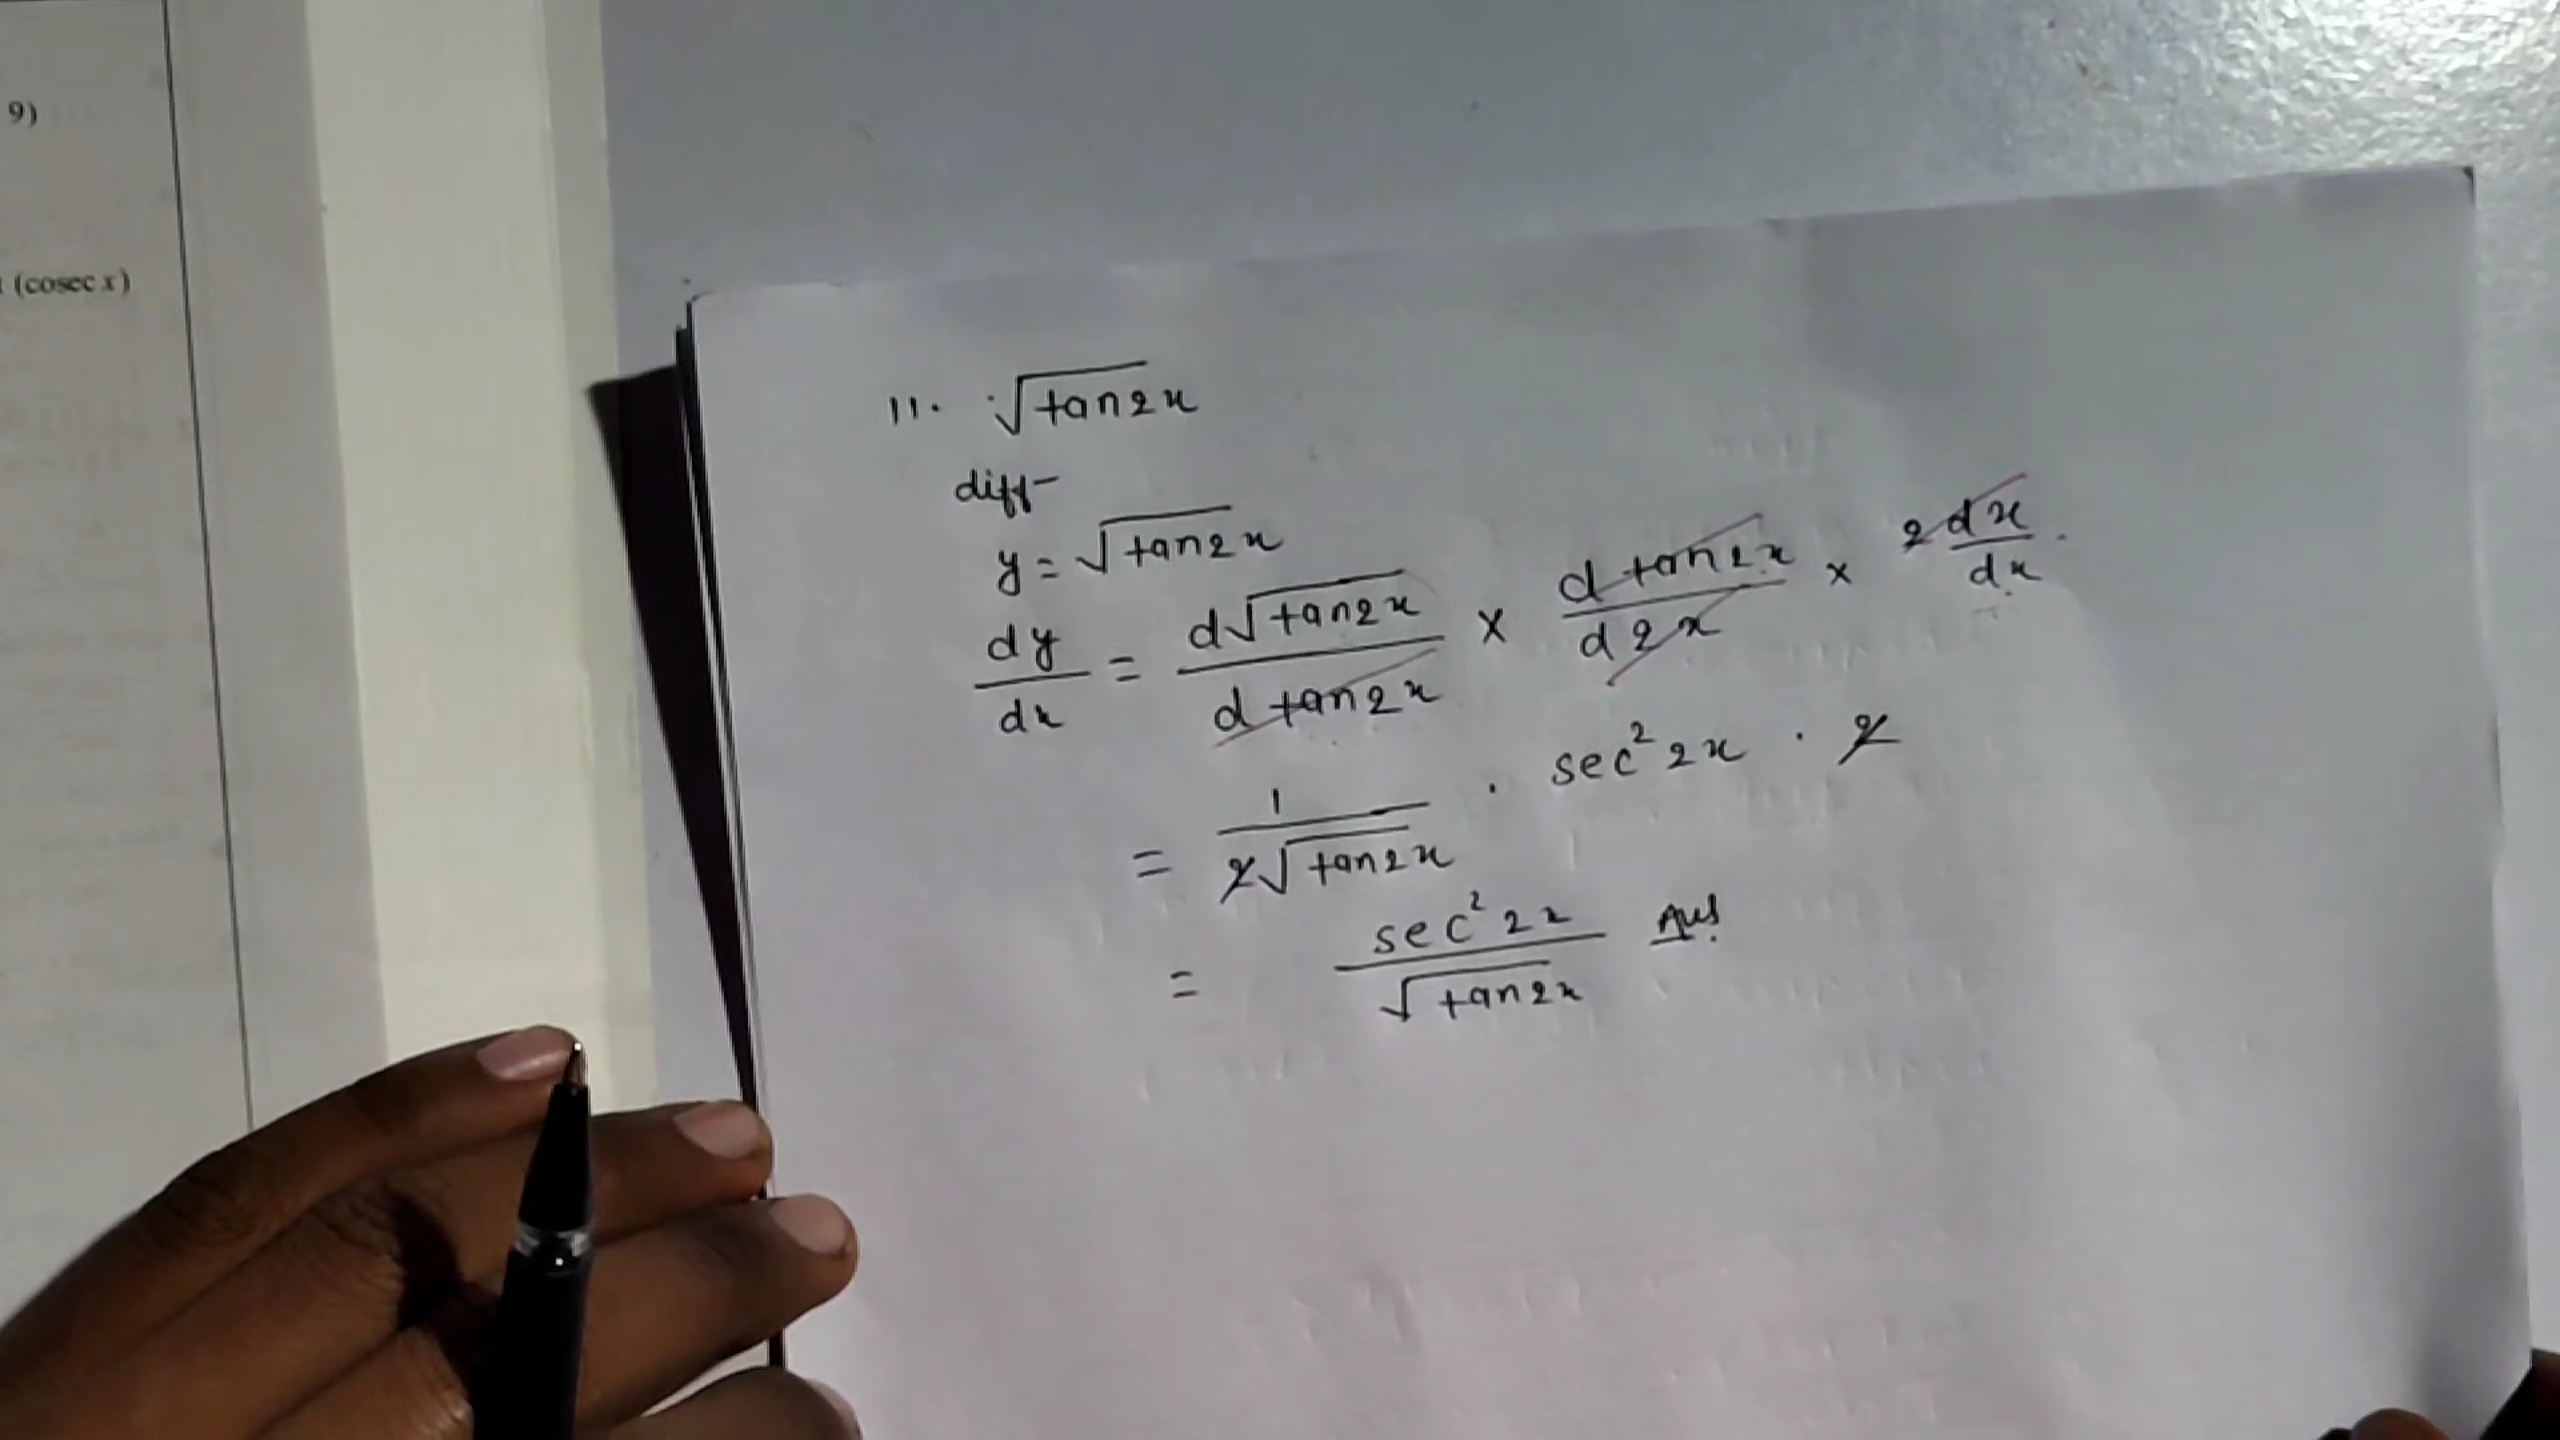 9)
(cosec x)
11. √tan2x
diff
y = √tan2x
dy/dx = d√tan2x/d tan2x × d tan2x/d2x × 2dx/dx.
= 1/2√tan2x . sec²2x . 2
= sec²2x/√tan2x Ans